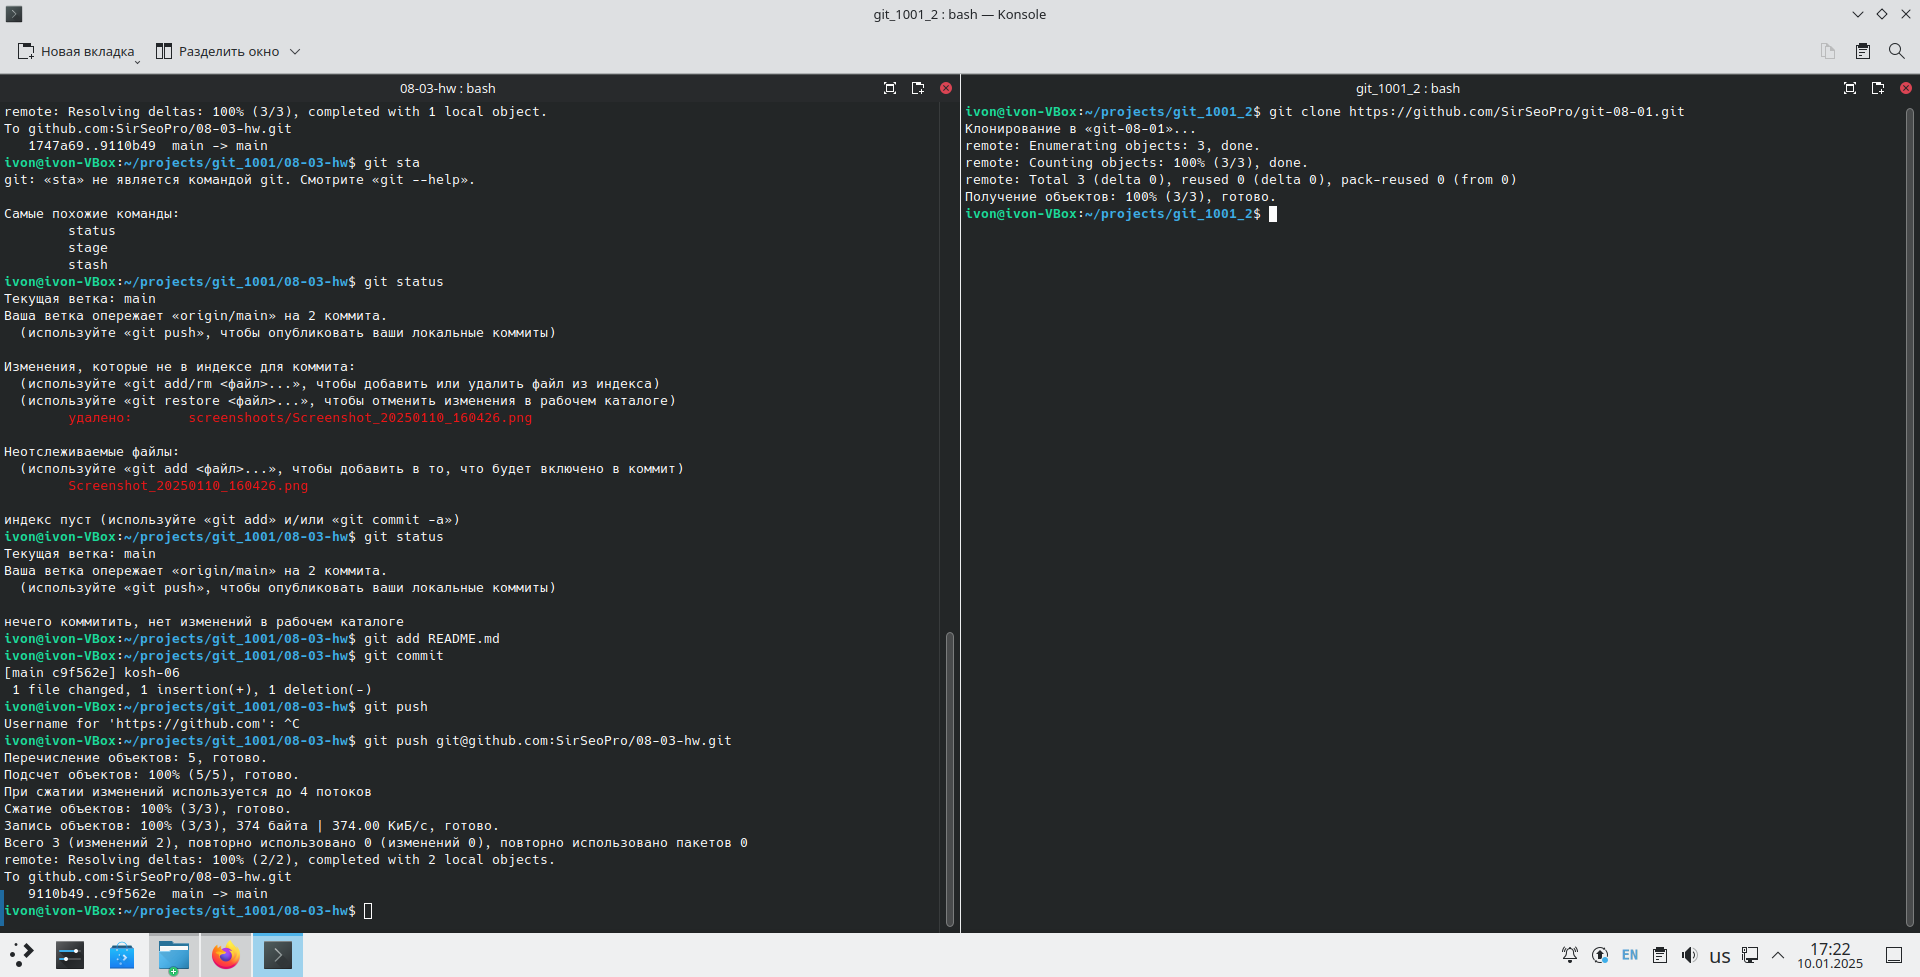 git_1001_2 : bash — Konsole
Новая вкладка
Разделить окно
08-03-hw : bash
remote: Resolving deltas: 100% (3/3), completed with 1 local object.
To github.com:SirSeoPro/08-03-hw.git
   1747a69..9110b49  main -> main
ivon@ivon-VBox:~/projects/git_1001/08-03-hw$ git sta
git: «sta» не является командой git. Смотрите «git --help».
Самые похожие команды:
        status
        stage
        stash
ivon@ivon-VBox:~/projects/git_1001/08-03-hw$ git status
Текущая ветка: main
Ваша ветка опережает «origin/main» на 2 коммита.
  (используйте «git push», чтобы опубликовать ваши локальные коммиты)
Изменения, которые не в индексе для коммита:
  (используйте «git add/rm <файл>...», чтобы добавить или удалить файл из индекса)
  (используйте «git restore <файл>...», чтобы отменить изменения в рабочем каталоге)
        удалено:       screenshoots/Screenshot_20250110_160426.png
Неотслеживаемые файлы:
  (используйте «git add <файл>...», чтобы добавить в то, что будет включено в коммит)
        Screenshot_20250110_160426.png
индекс пуст (используйте «git add» и/или «git commit -a»)
ivon@ivon-VBox:~/projects/git_1001/08-03-hw$ git status
Текущая ветка: main
Ваша ветка опережает «origin/main» на 2 коммита.
  (используйте «git push», чтобы опубликовать ваши локальные коммиты)
нечего коммитить, нет изменений в рабочем каталоге
ivon@ivon-VBox:~/projects/git_1001/08-03-hw$ git add README.md
ivon@ivon-VBox:~/projects/git_1001/08-03-hw$ git commit
[main c9f562e] kosh-06
 1 file changed, 1 insertion(+), 1 deletion(-)
ivon@ivon-VBox:~/projects/git_1001/08-03-hw$ git push
Username for 'https://github.com': ^C
ivon@ivon-VBox:~/projects/git_1001/08-03-hw$ git push git@github.com:SirSeoPro/08-03-hw.git
Перечисление объектов: 5, готово.
Подсчет объектов: 100% (5/5), готово.
При сжатии изменений используется до 4 потоков
Сжатие объектов: 100% (3/3), готово.
Запись объектов: 100% (3/3), 374 байта | 374.00 КиБ/с, готово.
Всего 3 (изменений 2), повторно использовано 0 (изменений 0), повторно использовано пакетов 0
remote: Resolving deltas: 100% (2/2), completed with 2 local objects.
To github.com:SirSeoPro/08-03-hw.git
   9110b49..c9f562e  main -> main
ivon@ivon-VBox:~/projects/git_1001/08-03-hw$
git_1001_2 : bash
ivon@ivon-VBox:~/projects/git_1001_2$ git clone https://github.com/SirSeoPro/git-08-01.git
Клонирование в «git-08-01»...
remote: Enumerating objects: 3, done.
remote: Counting objects: 100% (3/3), done.
remote: Total 3 (delta 0), reused 0 (delta 0), pack-reused 0 (from 0)
Получение объектов: 100% (3/3), готово.
ivon@ivon-VBox:~/projects/git_1001_2$
EN
us
17:22
10.01.2025